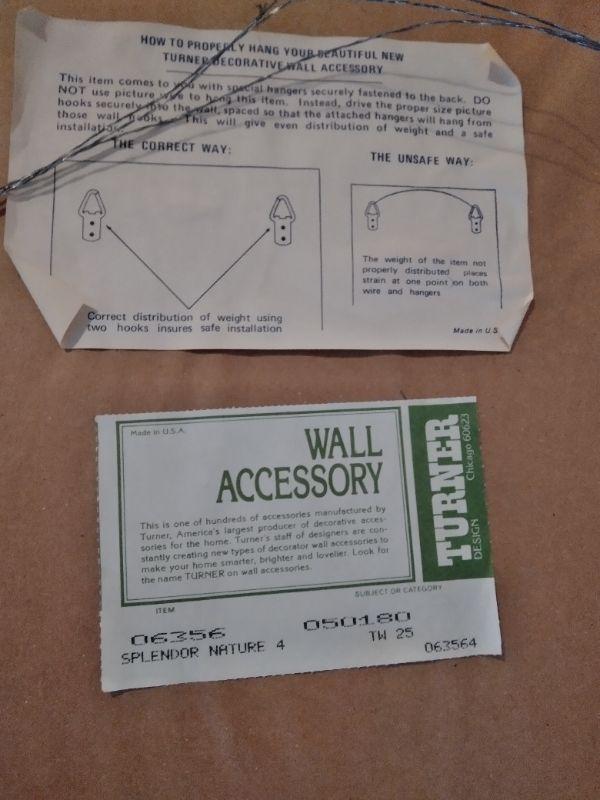 HOW TO PROPERLY HANG YOUR BEAUTIFUL NEW
TURNER DECORATIVE WALL ACCESSORY
This item comes to you with special hangers securely fastened to the back. DO
NOT use picture wire to hang this item. Instead, drive the proper size picture
hooks securely into the wall, spaced so that the attached hangers will hang from
those wall hooks. This will give even distribution of weight and a safe
installation.
THE CORRECT WAY:
Correct distribution of weight using
two hooks insures safe installation
THE UNSAFE WAY:
The weight of the item not
properly distributed places
strain at one point on both
wire and hangers
Made in U.S.
Made in U.S.A.
WALL
ACCESSORY
This is one of hundreds of accessories manufactured by
Turner, America's largest producer of decorative acces-
sories for the home. Turner's staff of designers are con-
stantly creating new types of decorator wall accessories to
make your home smarter, brighter and lovelier. Look for
the name TURNER on wall accessories.
TURNER
DESIGN Chicago 60623
ITEM
SUBJECT OR CATEGORY
06356 050180
SPLENDOR NATURE 4 TW 25 063564